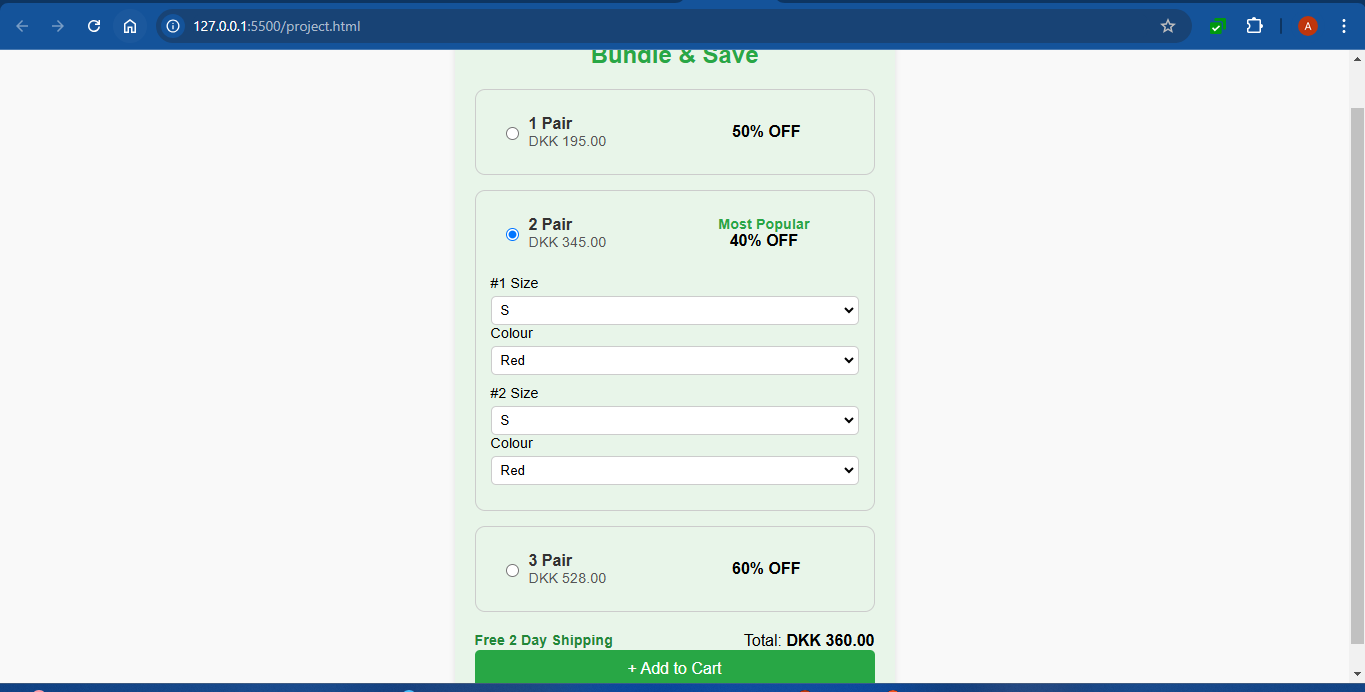 127.0.0.1:5500/project.html
A
Bundle & Save
1 Pair
DKK 195.00
50% OFF
2 Pair
DKK 345.00
Most Popular
40% OFF
#1 Size
S
Colour
Red
#2 Size
S
Colour
Red
3 Pair
DKK 528.00
60% OFF
Free 2 Day Shipping
Total: DKK 360.00
+ Add to Cart